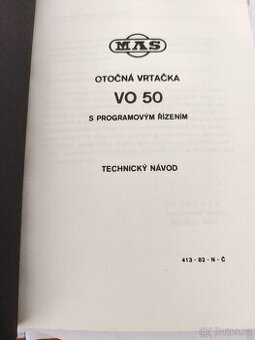 MAS
OTOČNÁ VRTAČKA
VO 50
S PROGRAMOVÝM ŘÍZENÍM
TECHNICKÝ NÁVOD
413 - 82 - N - Č